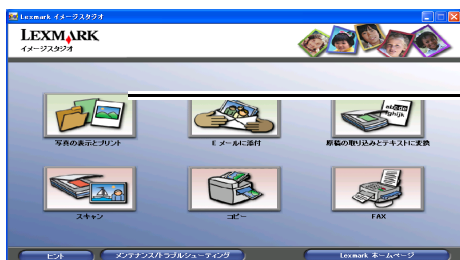 Lexmark イメージスタジオ
LEXMARK
イメージスタジオ
abcde
fghijk
写真の表示とプリント
E メールに添付
原稿の取り込みとテキストに変換
スキャン
コピー
FAX
ヒント
メンテナンス/トラブルシューティング
Lexmark ホームページ